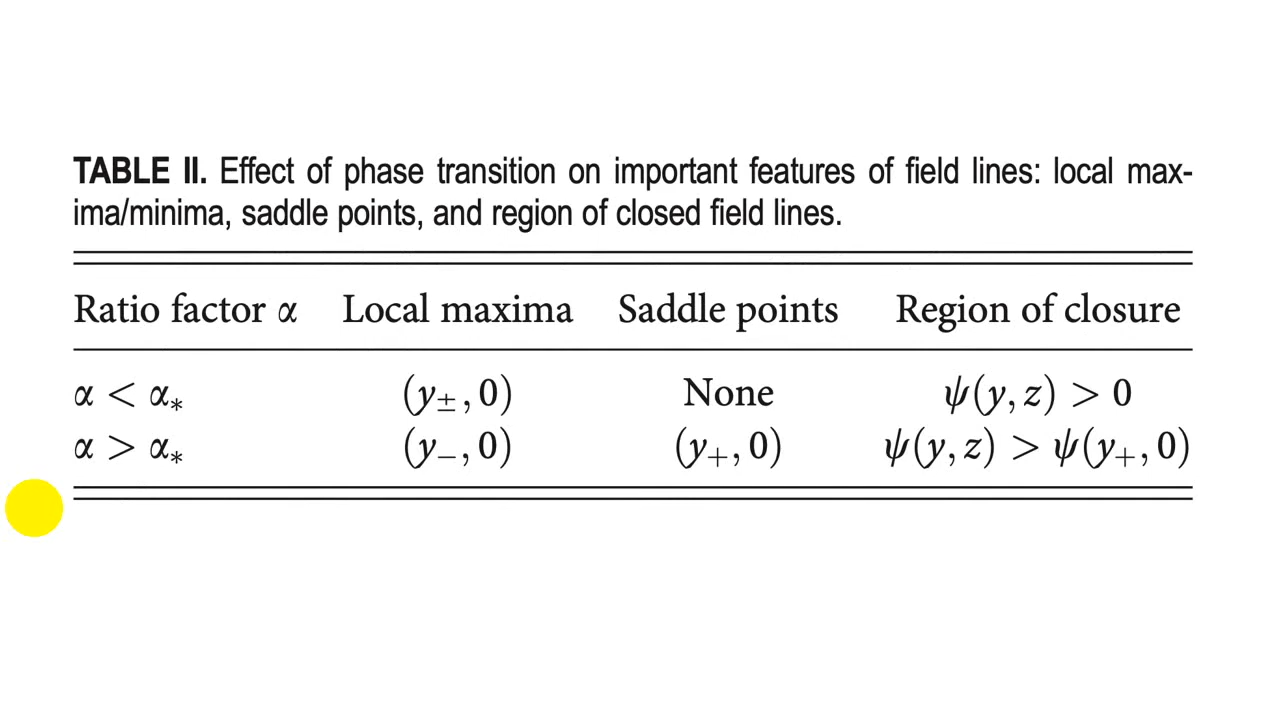 TABLE II. Effect of phase transition on important features of field lines: local max-
ima/minima, saddle points, and region of closed field lines.
Ratio factor α Local maxima Saddle points Region of closure
α < α* (y±, 0) None ψ(y, z) > 0
α > α* (y−, 0) (y+, 0) ψ(y, z) > ψ(y+, 0)